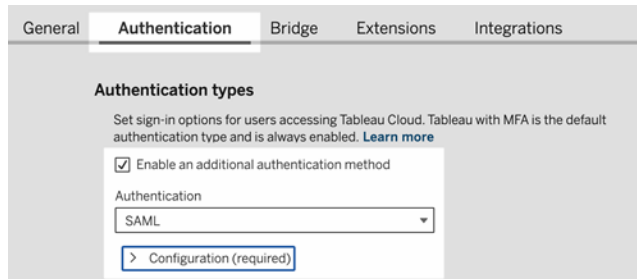 General Authentication Bridge Extensions Integrations
Authentication types
Set sign-in options for users accessing Tableau Cloud. Tableau with MFA is the default
authentication type and is always enabled. Learn more
Enable an additional authentication method
Authentication
SAML
Configuration (required)